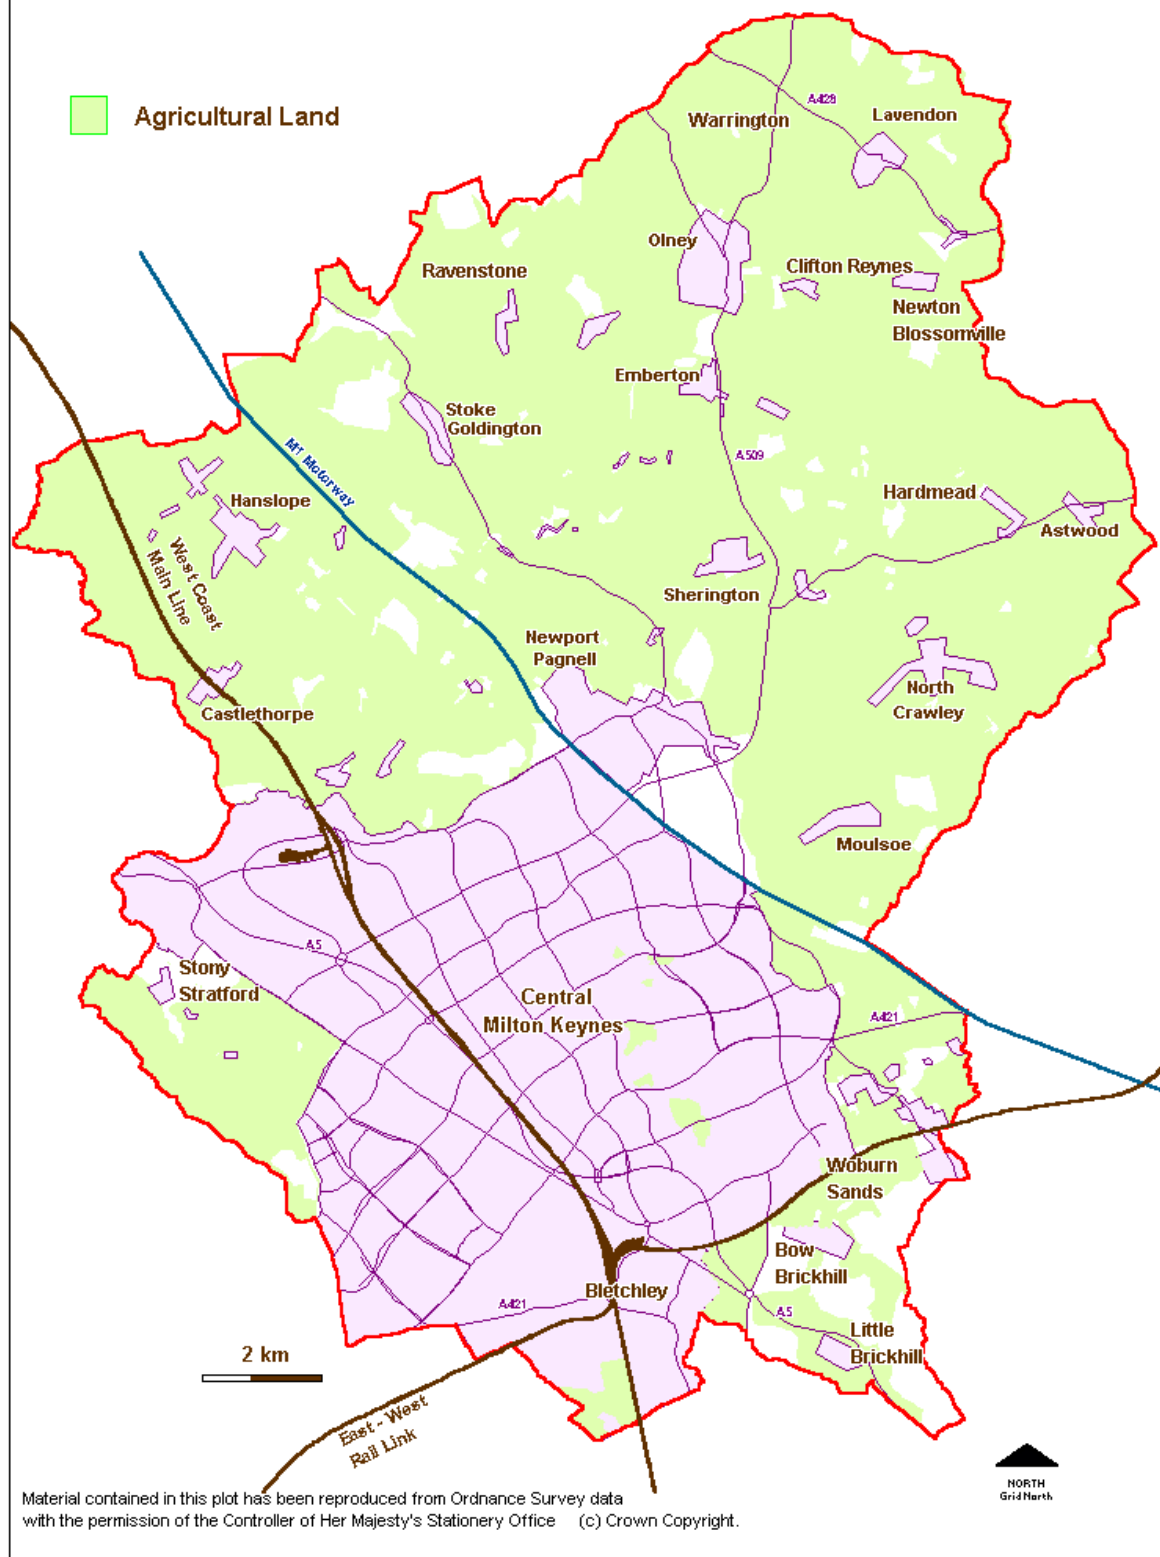 Agricultural Land
A428
Warrington
Lavendon
Olney
Ravenstone
Clifton Reynes
Newton
Blossomville
Emberton
Stoke
Goldington
M1 Motorway
A509
Hanslope
Hardmead
Astwood
West Coast
Main Line
Sherington
Newport
Pagnell
North
Crawley
Castlethorpe
Moulsoe
A5
Stony
Stratford
Central
Milton Keynes
A421
Woburn
Sands
Bow
Brickhill
Bletchley
A421
A5
Little
Brickhill
2 km
East - West
Rail Link
NORTH
Grid North
Material contained in this plot has been reproduced from Ordnance Survey data
with the permission of the Controller of Her Majesty's Stationery Office (c) Crown Copyright.